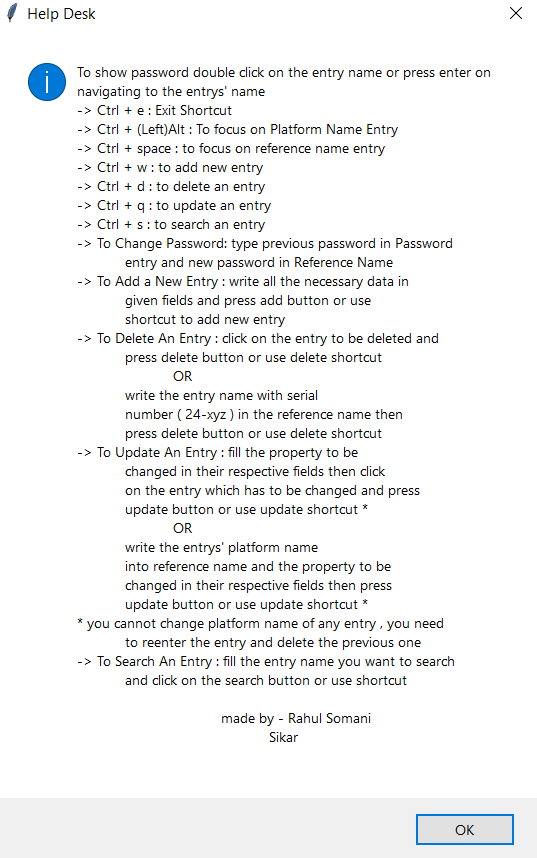 Help Desk
To show password double click on the entry name or press enter on
navigating to the entrys' name
-> Ctrl + e : Exit Shortcut
-> Ctrl + (Left)Alt : To focus on Platform Name Entry
-> Ctrl + space : to focus on reference name entry
-> Ctrl + w : to add new entry
-> Ctrl + d : to delete an entry
-> Ctrl + q : to update an entry
-> Ctrl + s : to search an entry
-> To Change Password: type previous password in Password
entry and new password in Reference Name
-> To Add a New Entry : write all the necessary data in
given fields and press add button or use
shortcut to add new entry
-> To Delete An Entry : click on the entry to be deleted and
press delete button or use delete shortcut
OR
write the entry name with serial
number ( 24-xyz ) in the reference name then
press delete button or use delete shortcut
-> To Update An Entry : fill the property to be
changed in their respective fields then click
on the entry which has to be changed and press
update button or use update shortcut *
OR
write the entrys' platform name
into reference name and the property to be
changed in their respective fields then press
update button or use update shortcut *
* you cannot change platform name of any entry , you need
to reenter the entry and delete the previous one
-> To Search An Entry : fill the entry name you want to search
and click on the search button or use shortcut
made by - Rahul Somani
Sikar
OK